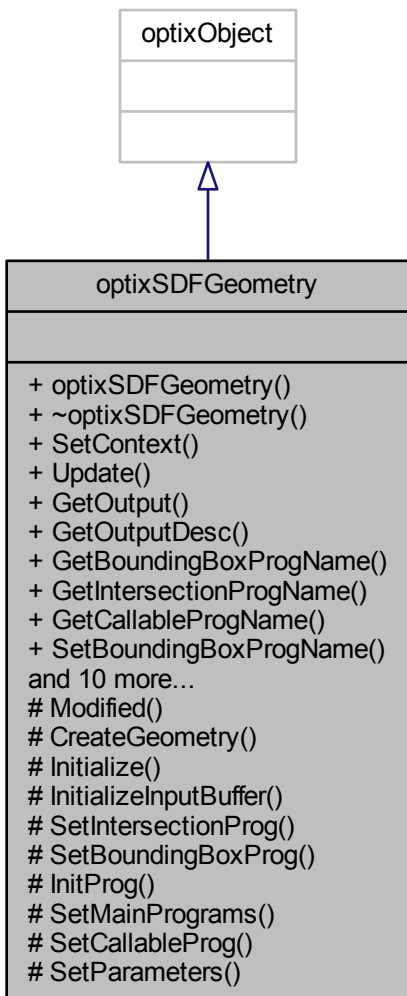 optixObject
optixSDFGeometry
+ optixSDFGeometry()
+ ~optixSDFGeometry()
+ SetContext()
+ Update()
+ GetOutput()
+ GetOutputDesc()
+ GetBoundingBoxProgName()
+ GetIntersectionProgName()
+ GetCallableProgName()
+ SetBoundingBoxProgName()
and 10 more...
# Modified()
# CreateGeometry()
# Initialize()
# InitializeInputBuffer()
# SetIntersectionProg()
# SetBoundingBoxProg()
# InitProg()
# SetMainPrograms()
# SetCallableProg()
# SetParameters()